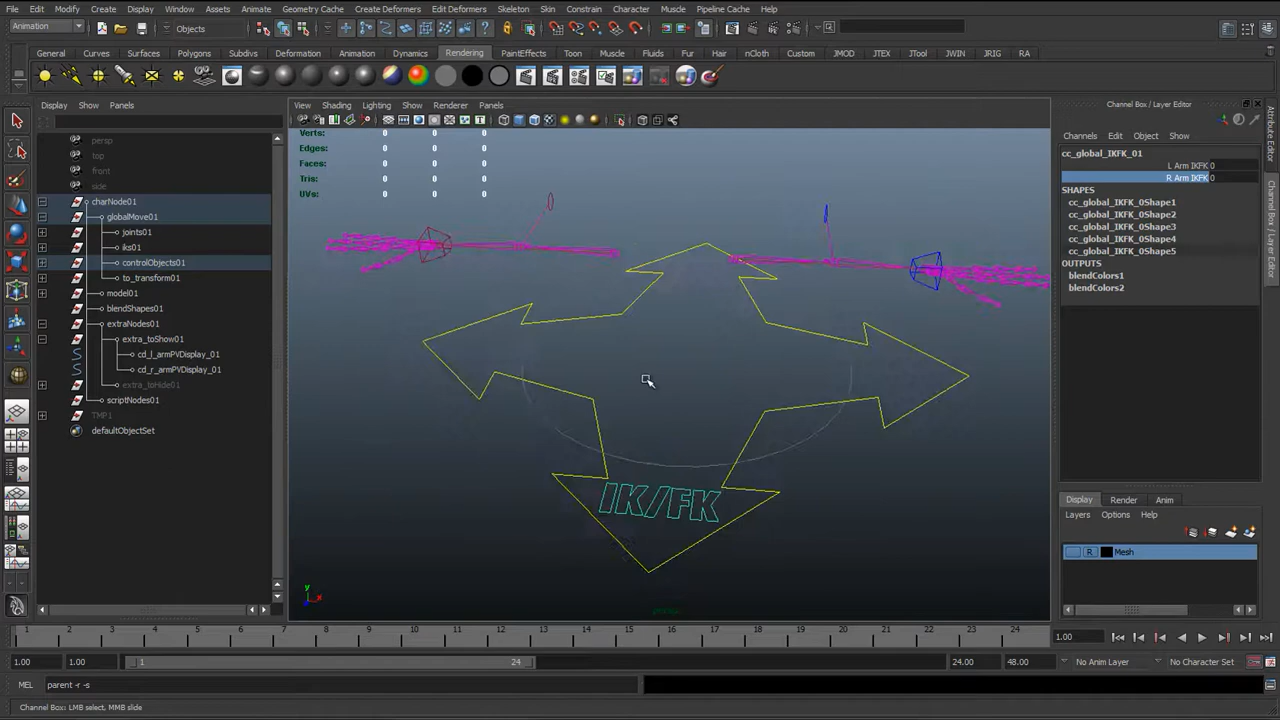 File Edit Modify Create Display Window Assets Animate Geometry Cache Create Deformers Edit Deformers Skeleton Skin Constrain Character Muscle Pipeline Cache Help
Animation Objects
General Curves Surfaces Polygons Subdivs Deformation Animation Dynamics Rendering PaintEffects Toon Muscle Fluids Fur Hair nCloth Custom JMOD JTEX JTool JWIN JRIG RA
Display Show Panels
View Shading Lighting Show Renderer Panels
Channel Box / Layer Editor
Channels Edit Object Show
persp
top
front
side
charNode01
globalMove01
joints01
iks01
controlObjects01
to_transform01
model01
blendShapes01
extraNodes01
extra_toShow01
cd_l_armPVDisplay_01
cd_r_armPVDisplay_01
extra_toHide01
scriptNodes01
TMP1
defaultObjectSet
Verts: 0 0 0
Edges: 0 0 0
Faces: 0 0 0
Tris: 0 0 0
UVs: 0 0 0
IK/FK
y
x
persp
cc_global_IKFK_01
L Arm IKFK 0
R Arm IKFK 0
SHAPES
cc_global_IKFK_0Shape1
cc_global_IKFK_0Shape2
cc_global_IKFK_0Shape3
cc_global_IKFK_0Shape4
cc_global_IKFK_0Shape5
OUTPUTS
blendColors1
blendColors2
Attribute Editor
Channel Box / Layer Editor
Display Render Anim
Layers Options Help
R Mesh
1 2 3 4 5 6 7 8 9 10 11 12 13 14 15 16 17 18 19 20 21 22 23 24 1.00
1.00 1.00 1 24 24.00 48.00 No Anim Layer No Character Set
MEL parent -r -s
Channel Box: LMB select, MMB slide